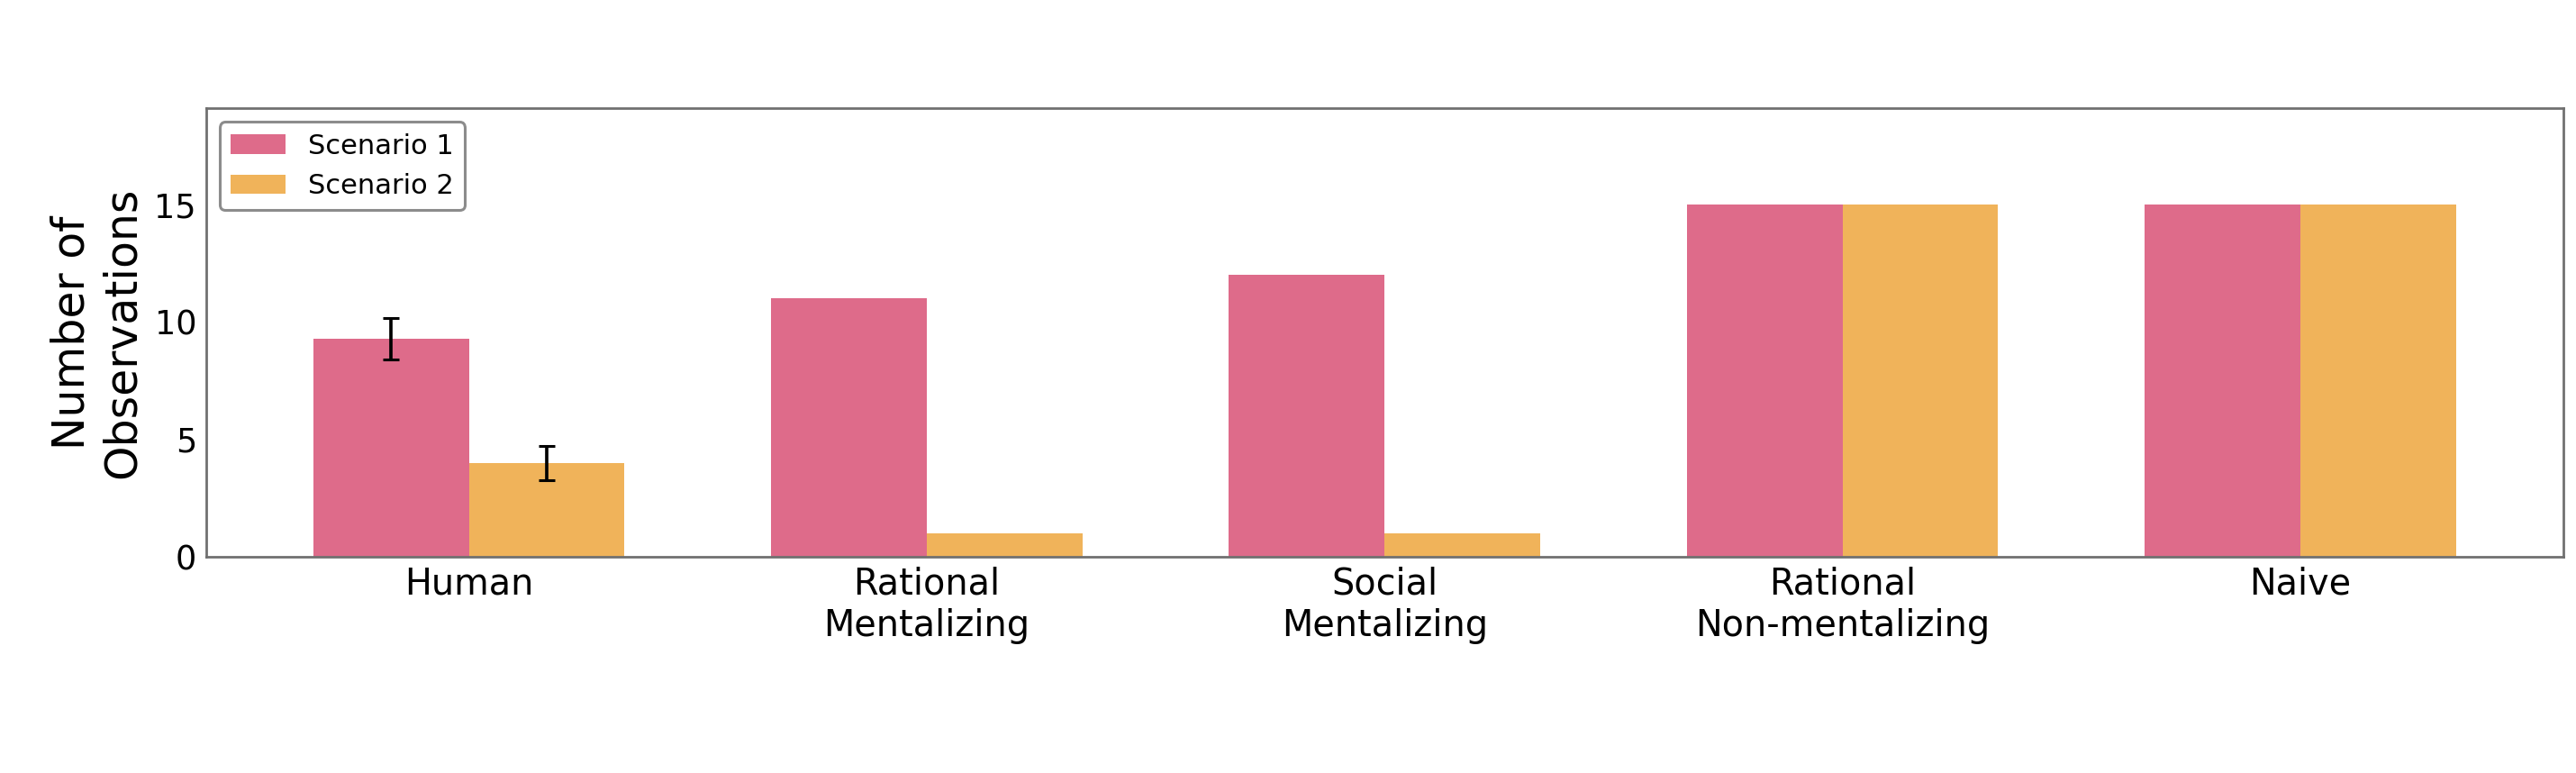 Scenario 1
Scenario 2
Number of
Observations
15
10
5
0
Human
Rational
Mentalizing
Social
Mentalizing
Rational
Non-mentalizing
Naive